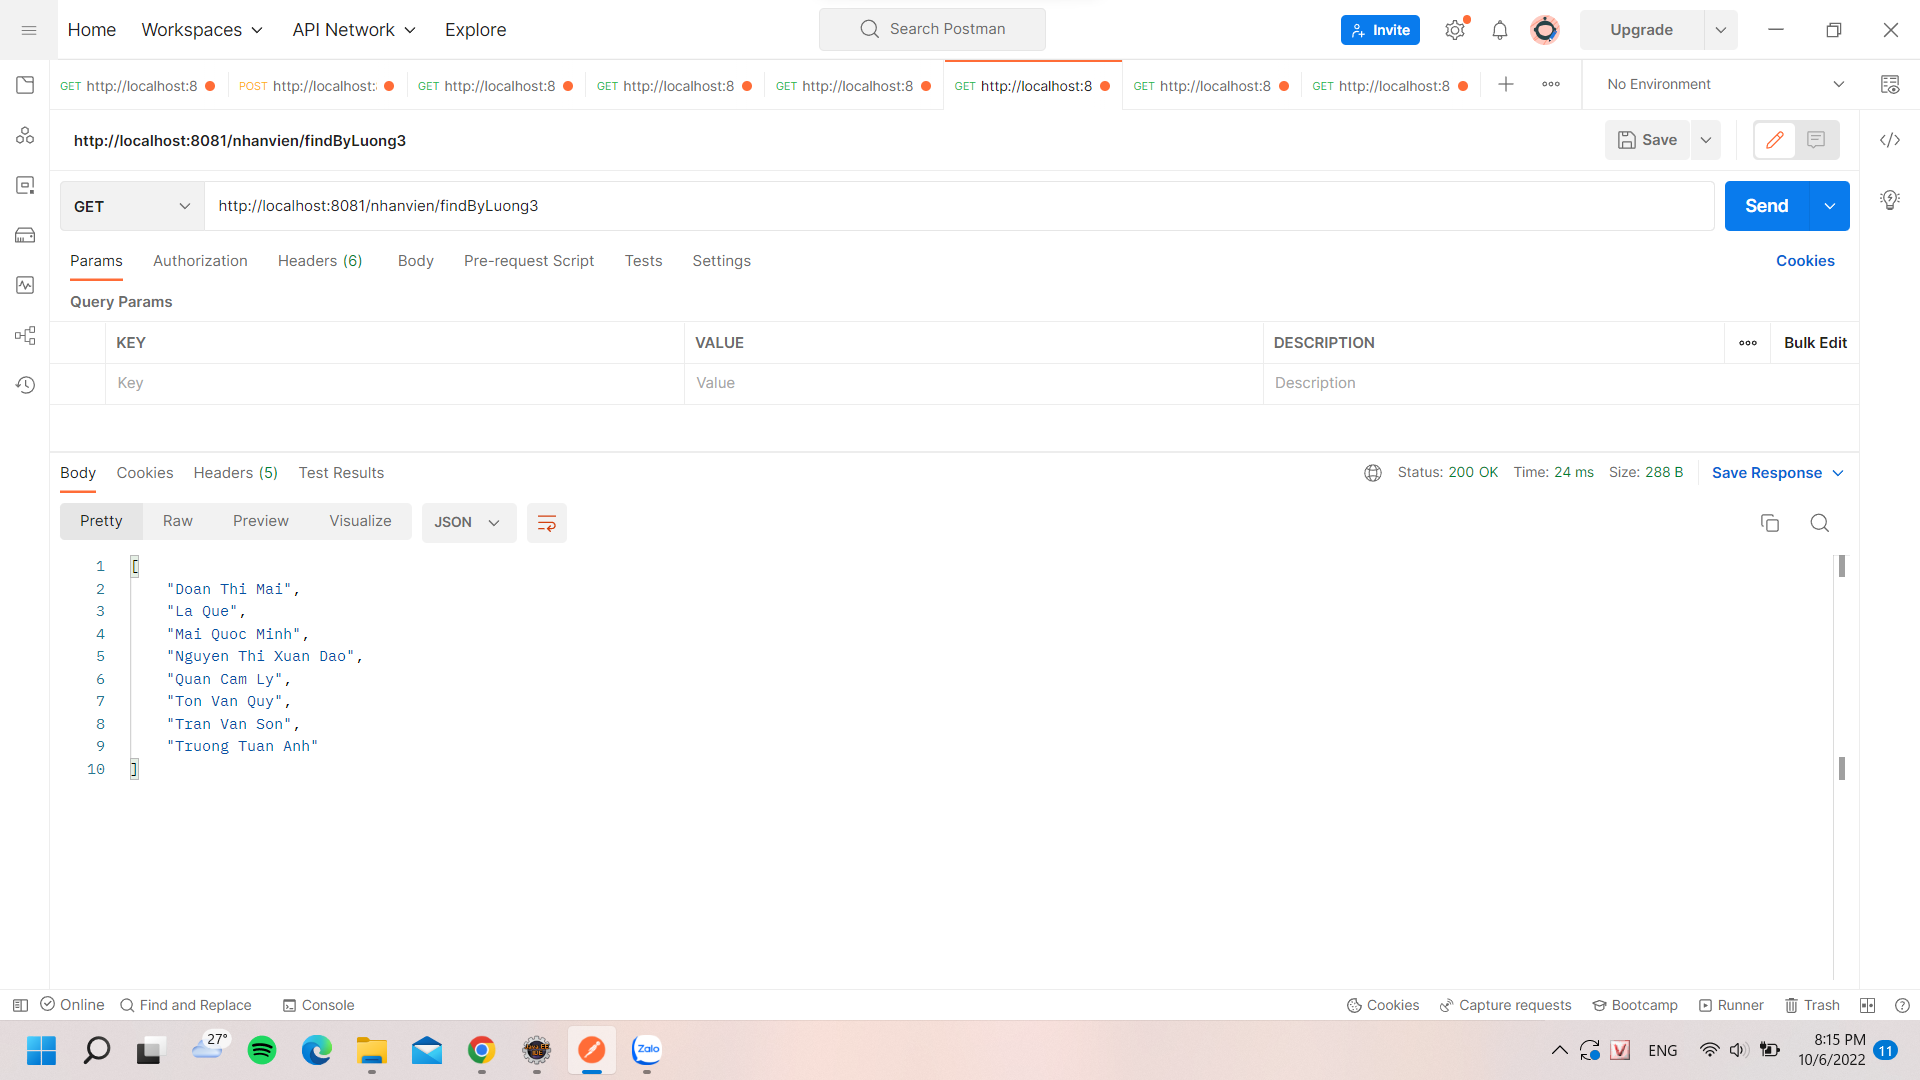 Home Workspaces API Network Explore Search Postman Invite Upgrade
GET http://localhost:8 POST http://localhost: GET http://localhost:8 GET http://localhost:8 GET http://localhost:8 GET http://localhost:8 GET http://localhost:8 GET http://localhost:8 No Environment
http://localhost:8081/nhanvien/findByLuong3 Save
GET http://localhost:8081/nhanvien/findByLuong3 Send
Params Authorization Headers (6) Body Pre-request Script Tests Settings Cookies
Query Params
KEY VALUE DESCRIPTION Bulk Edit
Key Value Description
Body Cookies Headers (5) Test Results Status: 200 OK Time: 24 ms Size: 288 B Save Response
Pretty Raw Preview Visualize JSON
1 [
2 "Doan Thi Mai",
3 "La Que",
4 "Mai Quoc Minh",
5 "Nguyen Thi Xuan Dao",
6 "Quan Cam Ly",
7 "Ton Van Quy",
8 "Tran Van Son",
9 "Truong Tuan Anh"
10 ]
Online Find and Replace Console Cookies Capture requests Bootcamp Runner Trash
27° Zalo V ENG 8:15 PM
10/6/2022 11